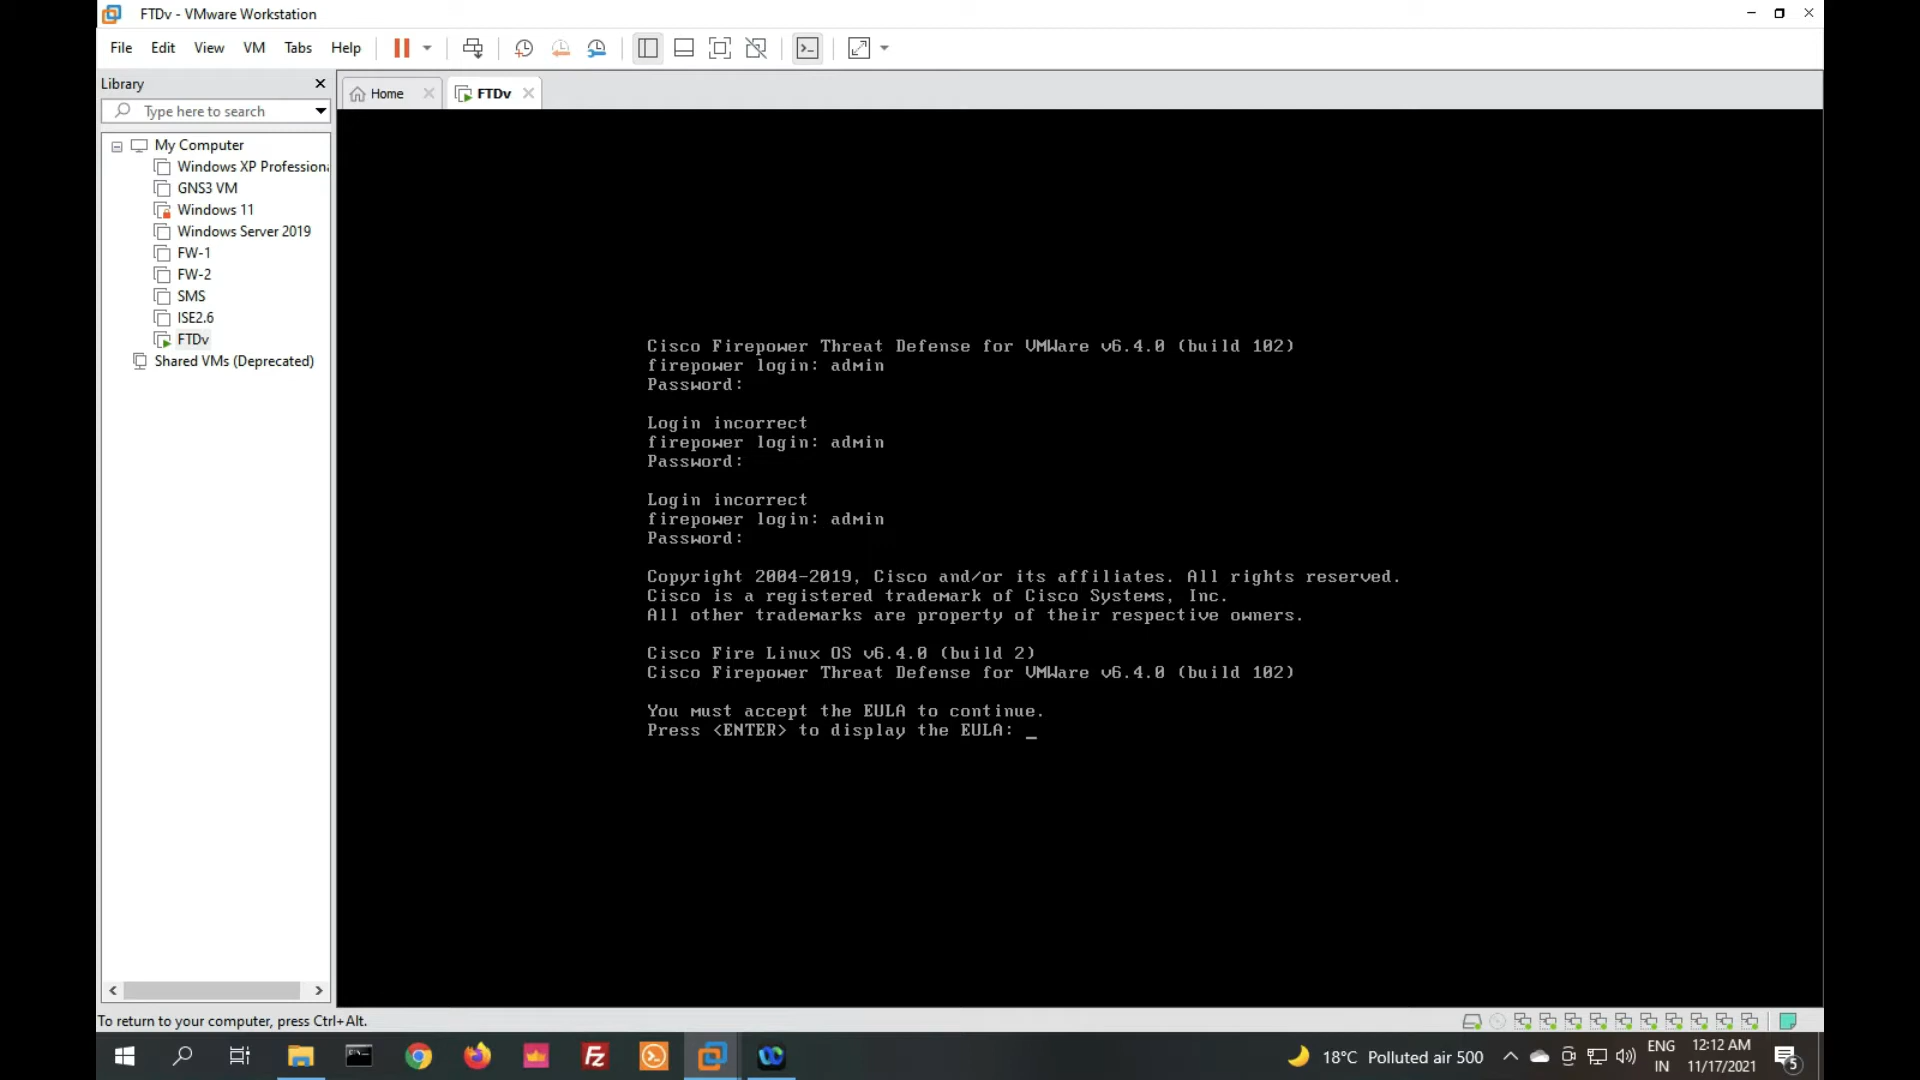 FTDv - VMware Workstation
File Edit View VM Tabs Help
Library
Type here to search
Home
FTDv
My Computer
Windows XP Professiona
GNS3 VM
Windows 11
Windows Server 2019
FW-1
FW-2
SMS
ISE2.6
FTDv
Shared VMs (Deprecated)
Cisco Firepower Threat Defense for VMWare v6.4.0 (build 102)
firepower login: admin
Password:
Login incorrect
firepower login: admin
Password:
Login incorrect
firepower login: admin
Password:
Copyright 2004-2019, Cisco and/or its affiliates. All rights reserved.
Cisco is a registered trademark of Cisco Systems, Inc.
All other trademarks are property of their respective owners.
Cisco Fire Linux OS v6.4.0 (build 2)
Cisco Firepower Threat Defense for VMWare v6.4.0 (build 102)
You must accept the EULA to continue.
Press <ENTER> to display the EULA: _
To return to your computer, press Ctrl+Alt.
18°C Polluted air 500
ENG
IN
12:12 AM
11/17/2021
5